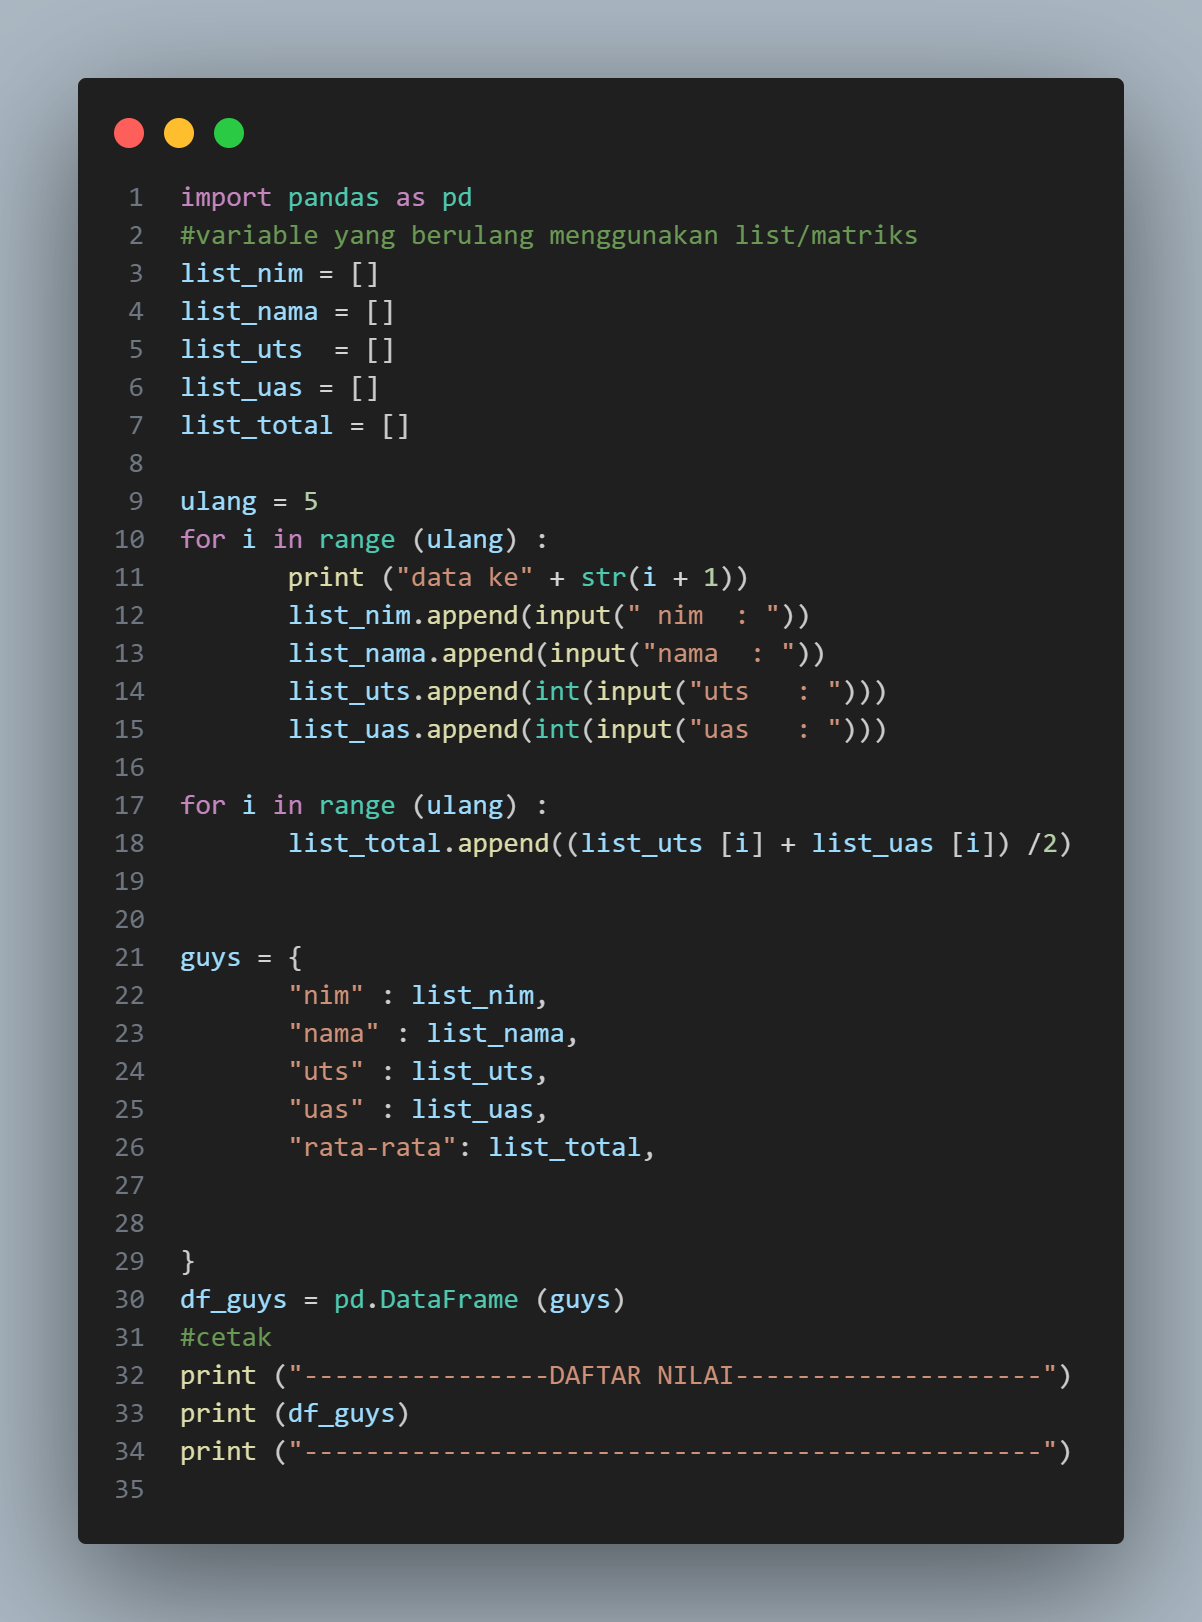 1 import pandas as pd
2 #variable yang berulang menggunakan list/matriks
3 list_nim = []
4 list_nama = []
5 list_uts  = []
6 list_uas = []
7 list_total = []
8
9 ulang = 5
10 for i in range (ulang) :
11        print ("data ke" + str(i + 1))
12        list_nim.append(input(" nim  : "))
13        list_nama.append(input("nama  : "))
14        list_uts.append(int(input("uts   : ")))
15        list_uas.append(int(input("uas   : ")))
16
17 for i in range (ulang) :
18        list_total.append((list_uts [i] + list_uas [i]) /2)
19
20
21 guys = {
22        "nim" : list_nim,
23        "nama" : list_nama,
24        "uts" : list_uts,
25        "uas" : list_uas,
26        "rata-rata": list_total,
27
28
29 }
30 df_guys = pd.DataFrame (guys)
31 #cetak
32 print ("----------------DAFTAR NILAI--------------------")
33 print (df_guys)
34 print ("------------------------------------------------")
35